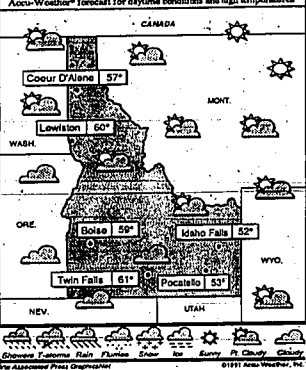 Accu-Weather® forecast for daytime conditions and high temperatures
CANADA
Coeur D'Alene 57°
MONT.
Lewiston 60°
WASH.
ORE.
Boise 59°
Idaho Falls 52°
WYO.
Twin Falls 61°
Pocatello 53°
NEV.
UTAH
Showers T-storms Rain Flurries Snow Ice Sunny Pt. Cloudy Cloudy
Via Associated Press GraphicsNet
©1991 Accu-Weather, Inc.